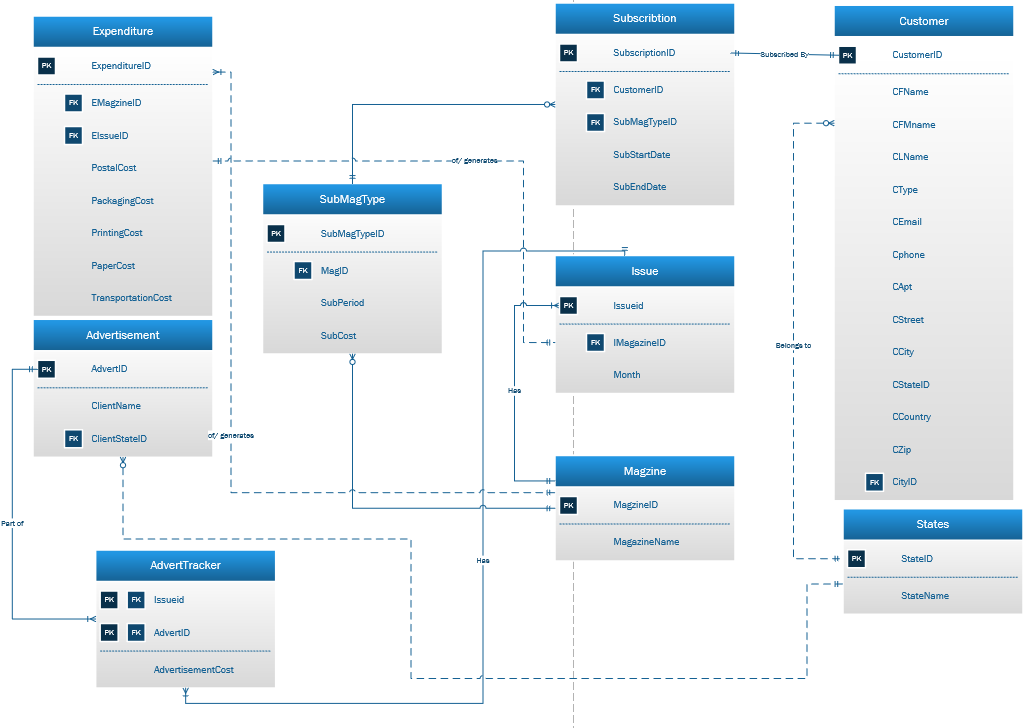 Expenditure
PK ExpenditureID
FK EMagzineID
FK EIssueID
PostalCost
PackagingCost
PrintingCost
PaperCost
TransportationCost
Advertisement
PK AdvertID
ClientName
FK ClientStateID
AdvertTracker
PK FK Issueid
PK FK AdvertID
AdvertisementCost
SubMagType
PK SubMagTypeID
FK MagID
SubPeriod
SubCost
Subscribtion
PK SubscriptionID
FK CustomerID
FK SubMagTypeID
SubStartDate
SubEndDate
Issue
PK Issueid
FK IMagazineID
Month
Magzine
PK MagzineID
MagazineName
Customer
PK CustomerID
CFName
CFMname
CLName
CType
CEmail
Cphone
CApt
CStreet
CCity
CStateID
CCountry
CZip
FK CityID
States
PK StateID
StateName
Subscribed By
of/ generates
of/ generates
Has
Has
Part of
Belongs to